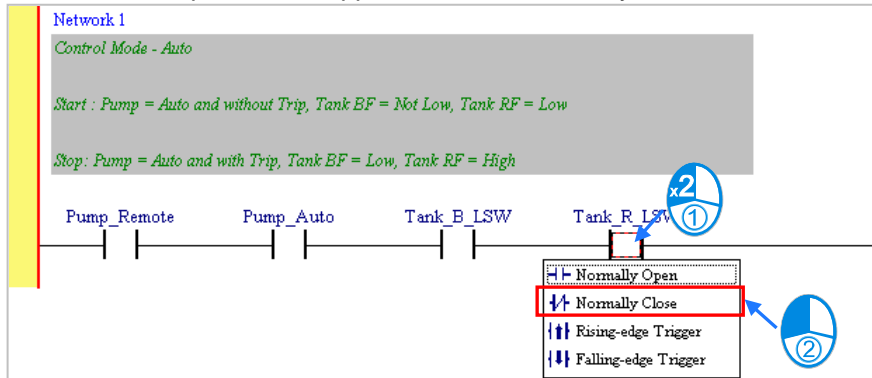 Network 1
Control Mode - Auto
Start : Pump = Auto and without Trip, Tank BF = Not Low, Tank RF = Low
Stop: Pump = Auto and with Trip, Tank BF = Low, Tank RF = High
Pump_Remote Pump_Auto Tank_B_LSW Tank_R_LSW
x2
①
Normally Open
Normally Close
Rising-edge Trigger
Falling-edge Trigger
②